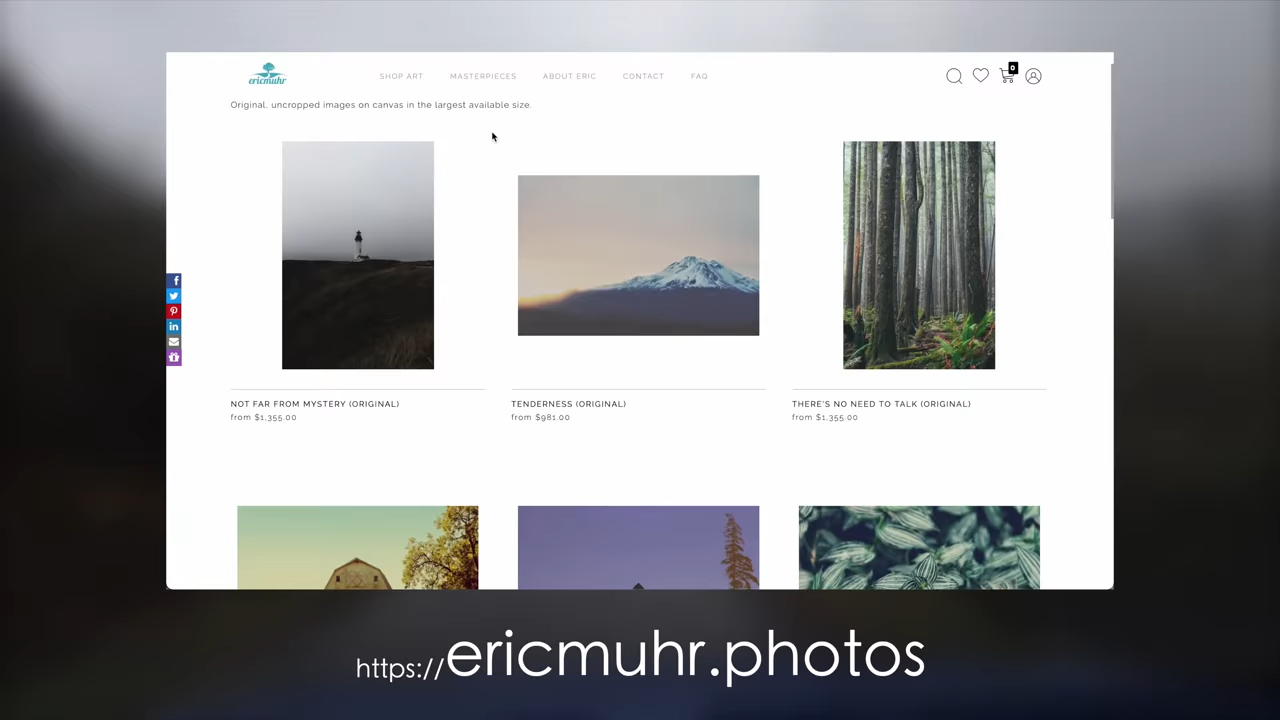 ericmuhr
SHOP ART MASTERPIECES ABOUT ERIC CONTACT FAQ
0
Original, uncropped images on canvas in the largest available size.
NOT FAR FROM MYSTERY (ORIGINAL)
from $1,355.00
TENDERNESS (ORIGINAL)
from $981.00
THERE'S NO NEED TO TALK (ORIGINAL)
from $1,355.00
https://ericmuhr.photos